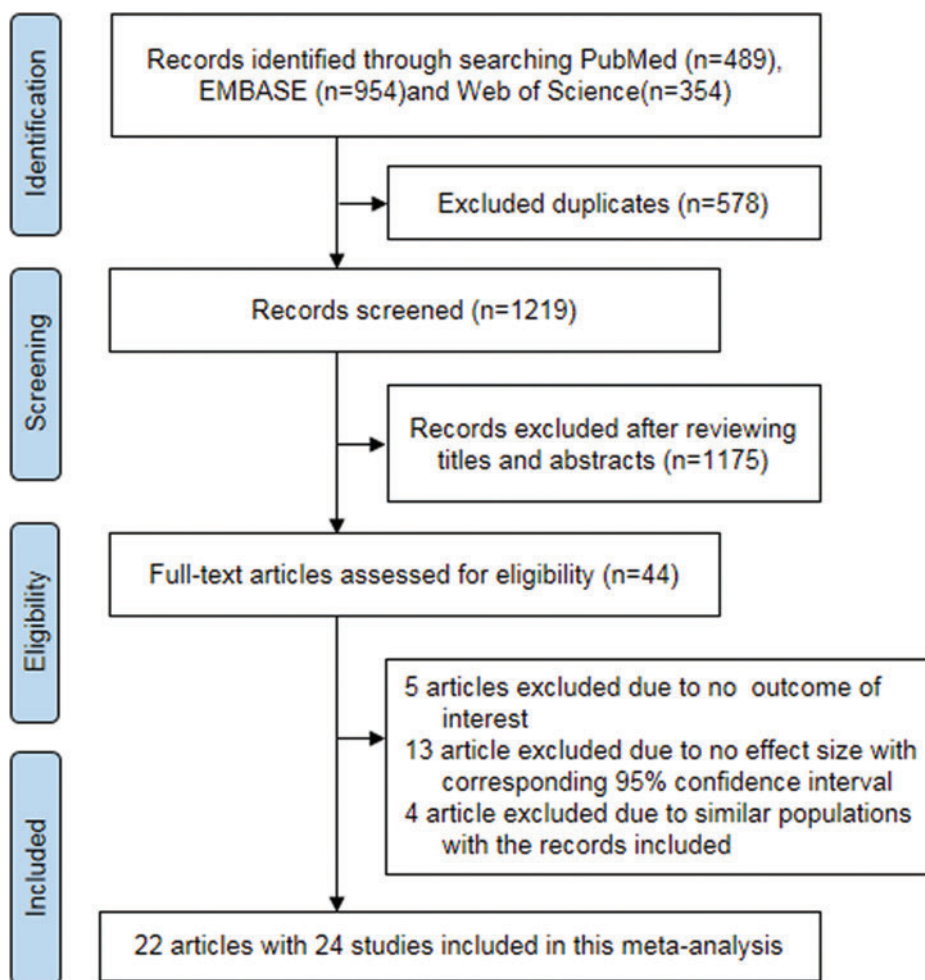 Identification
Records identified through searching PubMed (n=489),
EMBASE (n=954)and Web of Science(n=354)
Excluded duplicates (n=578)
Screening
Records screened (n=1219)
Records excluded after reviewing
titles and abstracts (n=1175)
Eligibility
Full-text articles assessed for eligibility (n=44)
5 articles excluded due to no outcome of
interest
13 article excluded due to no effect size with
corresponding 95% confidence interval
4 article excluded due to similar populations
with the records included
Included
22 articles with 24 studies included in this meta-analysis